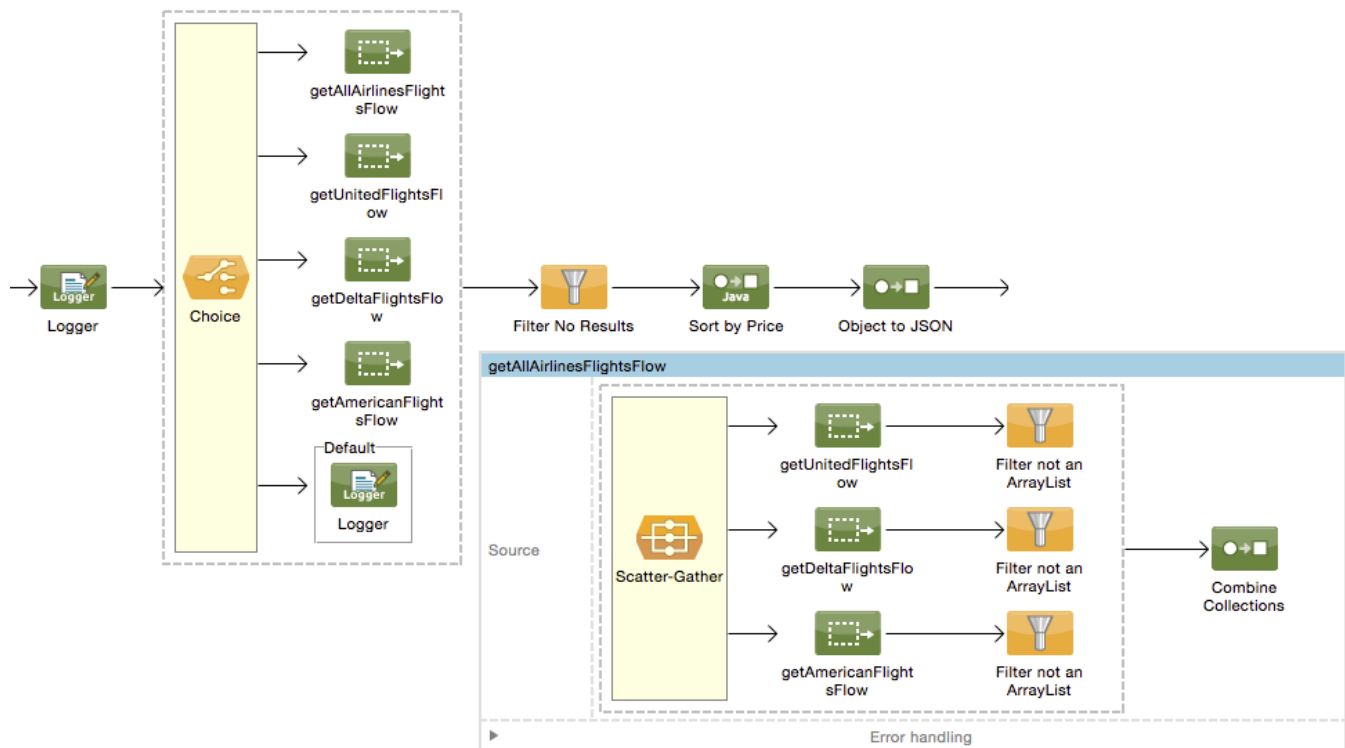 getAllAirlinesFlight
sFlow
getUnitedFlightsFl
ow
Logger
Logger
Choice
getDeltaFlightsFlo
w
Filter No Results
Java
Sort by Price
Object to JSON
getAmericanFlight
sFlow
Default
Logger
Logger
getAllAirlinesFlightsFlow
Source
Scatter-Gather
getUnitedFlightsFl
ow
Filter not an
ArrayList
getDeltaFlightsFlo
w
Filter not an
ArrayList
getAmericanFlight
sFlow
Filter not an
ArrayList
Combine
Collections
Error handling